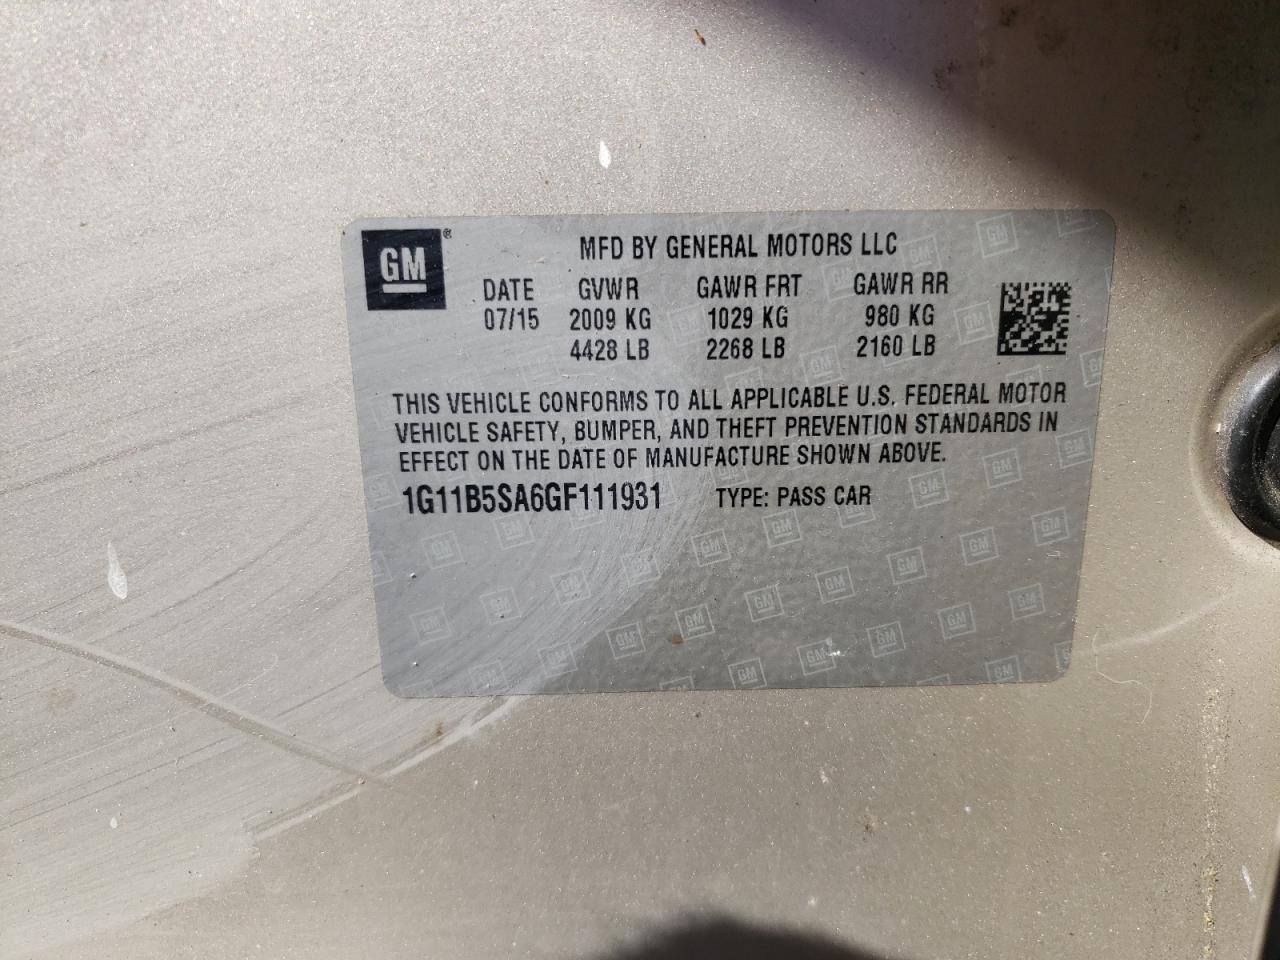 GM®
MFD BY GENERAL MOTORS LLC
DATE GVWR GAWR FRT GAWR RR
07/15 2009 KG 1029 KG 980 KG
4428 LB 2268 LB 2160 LB
THIS VEHICLE CONFORMS TO ALL APPLICABLE U.S. FEDERAL MOTOR
VEHICLE SAFETY, BUMPER, AND THEFT PREVENTION STANDARDS IN
EFFECT ON THE DATE OF MANUFACTURE SHOWN ABOVE.
1G11B5SA6GF111931 TYPE: PASS CAR